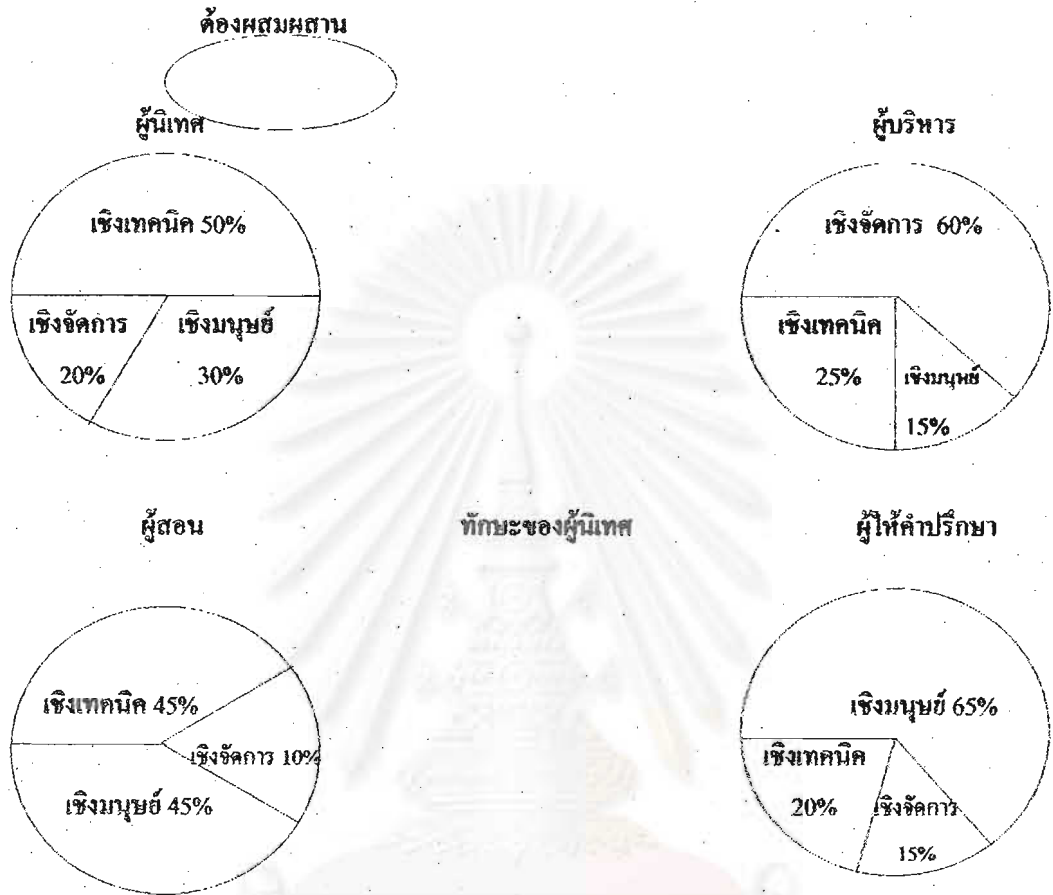 ต้องผสมผสาน
ผู้นิเทศ
เชิงเทคนิค 50%
เชิงจัดการ
20%
เชิงมนุษย์
30%
ผู้บริหาร
เชิงจัดการ 60%
เชิงเทคนิค
25%
เชิงมนุษย์
15%
ทักษะของผู้นิเทศ
ผู้สอน
เชิงเทคนิค 45%
เชิงจัดการ 10%
เชิงมนุษย์ 45%
ผู้ให้คำปรึกษา
เชิงมนุษย์ 65%
เชิงเทคนิค
20%
เชิงจัดการ
15%